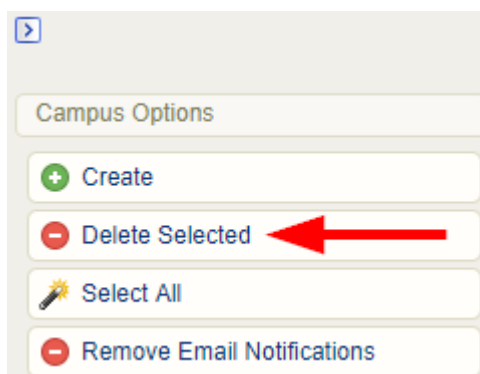 Campus Options
Create
Delete Selected
Select All
Remove Email Notifications